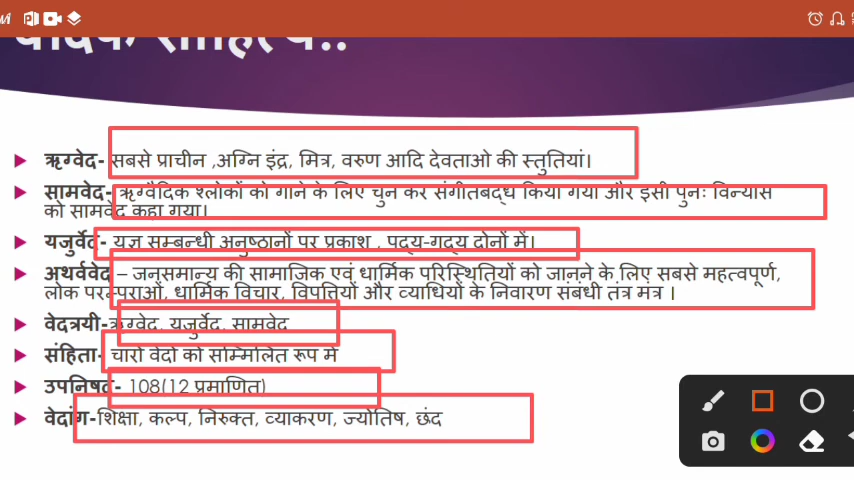 वैदिक साहित्य..
ऋग्वेद- सबसे प्राचीन ,अग्नि इंद्र, मित्र, वरुण आदि देवताओ की स्तुतियां।
सामवेद- ऋग्वैदिक श्लोकों को गाने के लिए चुन कर संगीतबद्ध किया गया और इसी पुनः विन्यास
को सामवेद कहा गया।
यजुर्वेद- यज्ञ सम्बन्धी अनुष्ठानों पर प्रकाश , पद्य-गद्य दोनों में।
अथर्ववेद – जनसमान्य की सामाजिक एवं धार्मिक परिस्थितियों को जानने के लिए सबसे महत्वपूर्ण,
लोक परम्पराओं, धार्मिक विचार, विपत्तियों और व्याधियों के निवारण संबंधी तंत्र मंत्र ।
वेदत्रयी-ऋग्वेद, यजुर्वेद, सामवेद
संहिता- चारों वेदों को सम्मिलित रूप में
उपनिषद- 108(12 प्रमाणित)
वेदांग-शिक्षा, कल्प, निरुक्त, व्याकरण, ज्योतिष, छंद